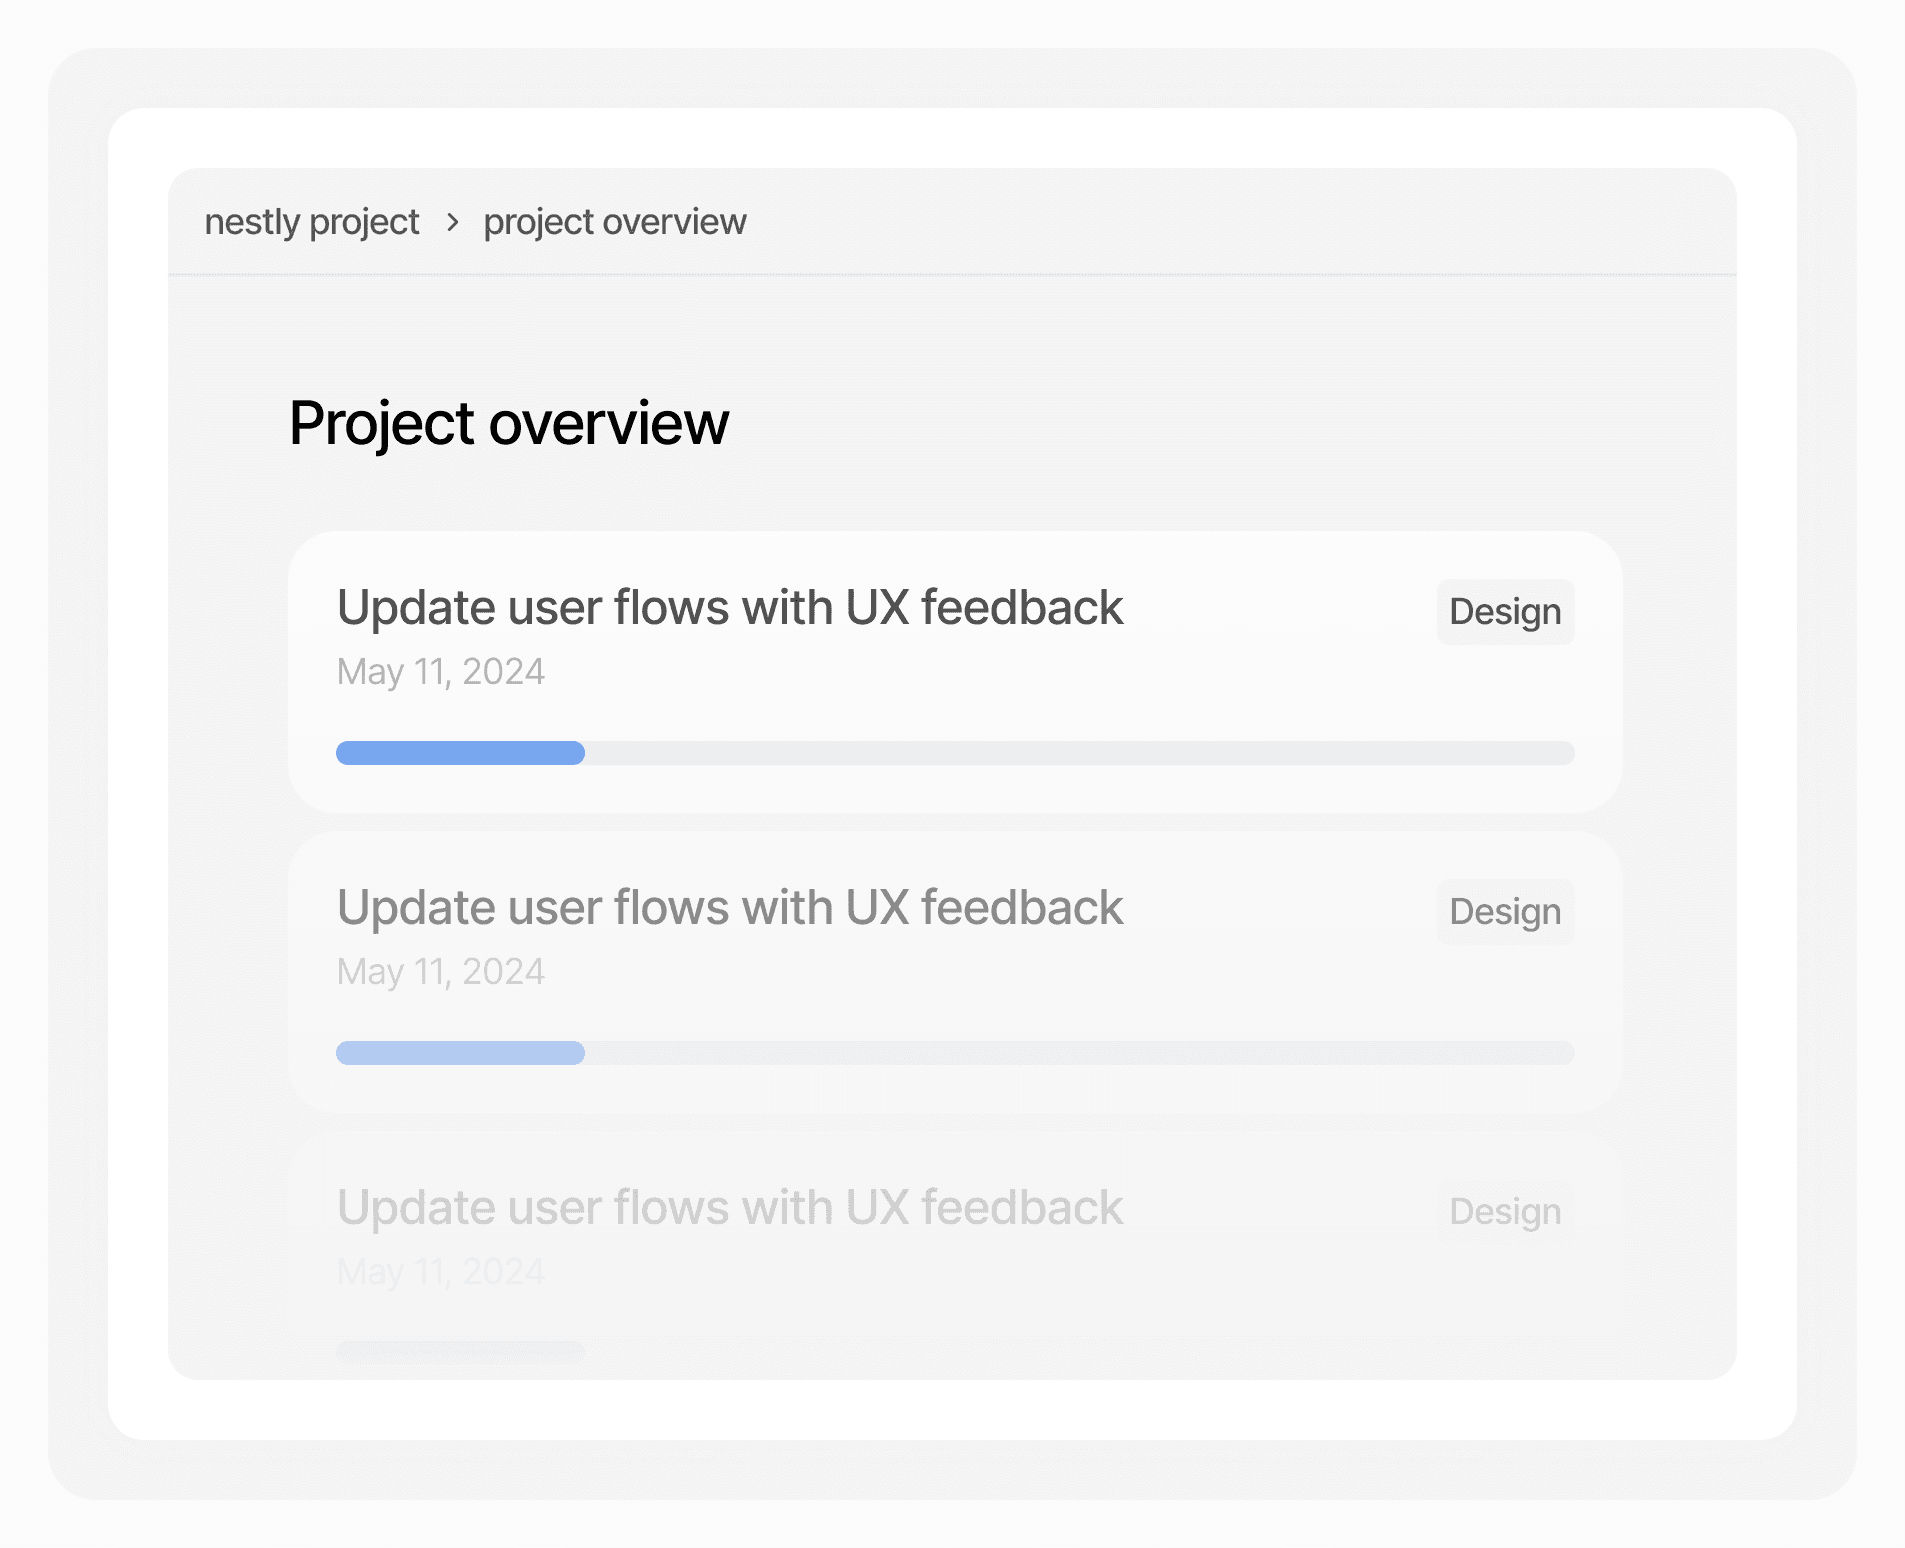 nestly project > project overview
Project overview
Update user flows with UX feedback
Design
May 11, 2024
Update user flows with UX feedback
Design
May 11, 2024
Update user flows with UX feedback
Design
May 11, 2024